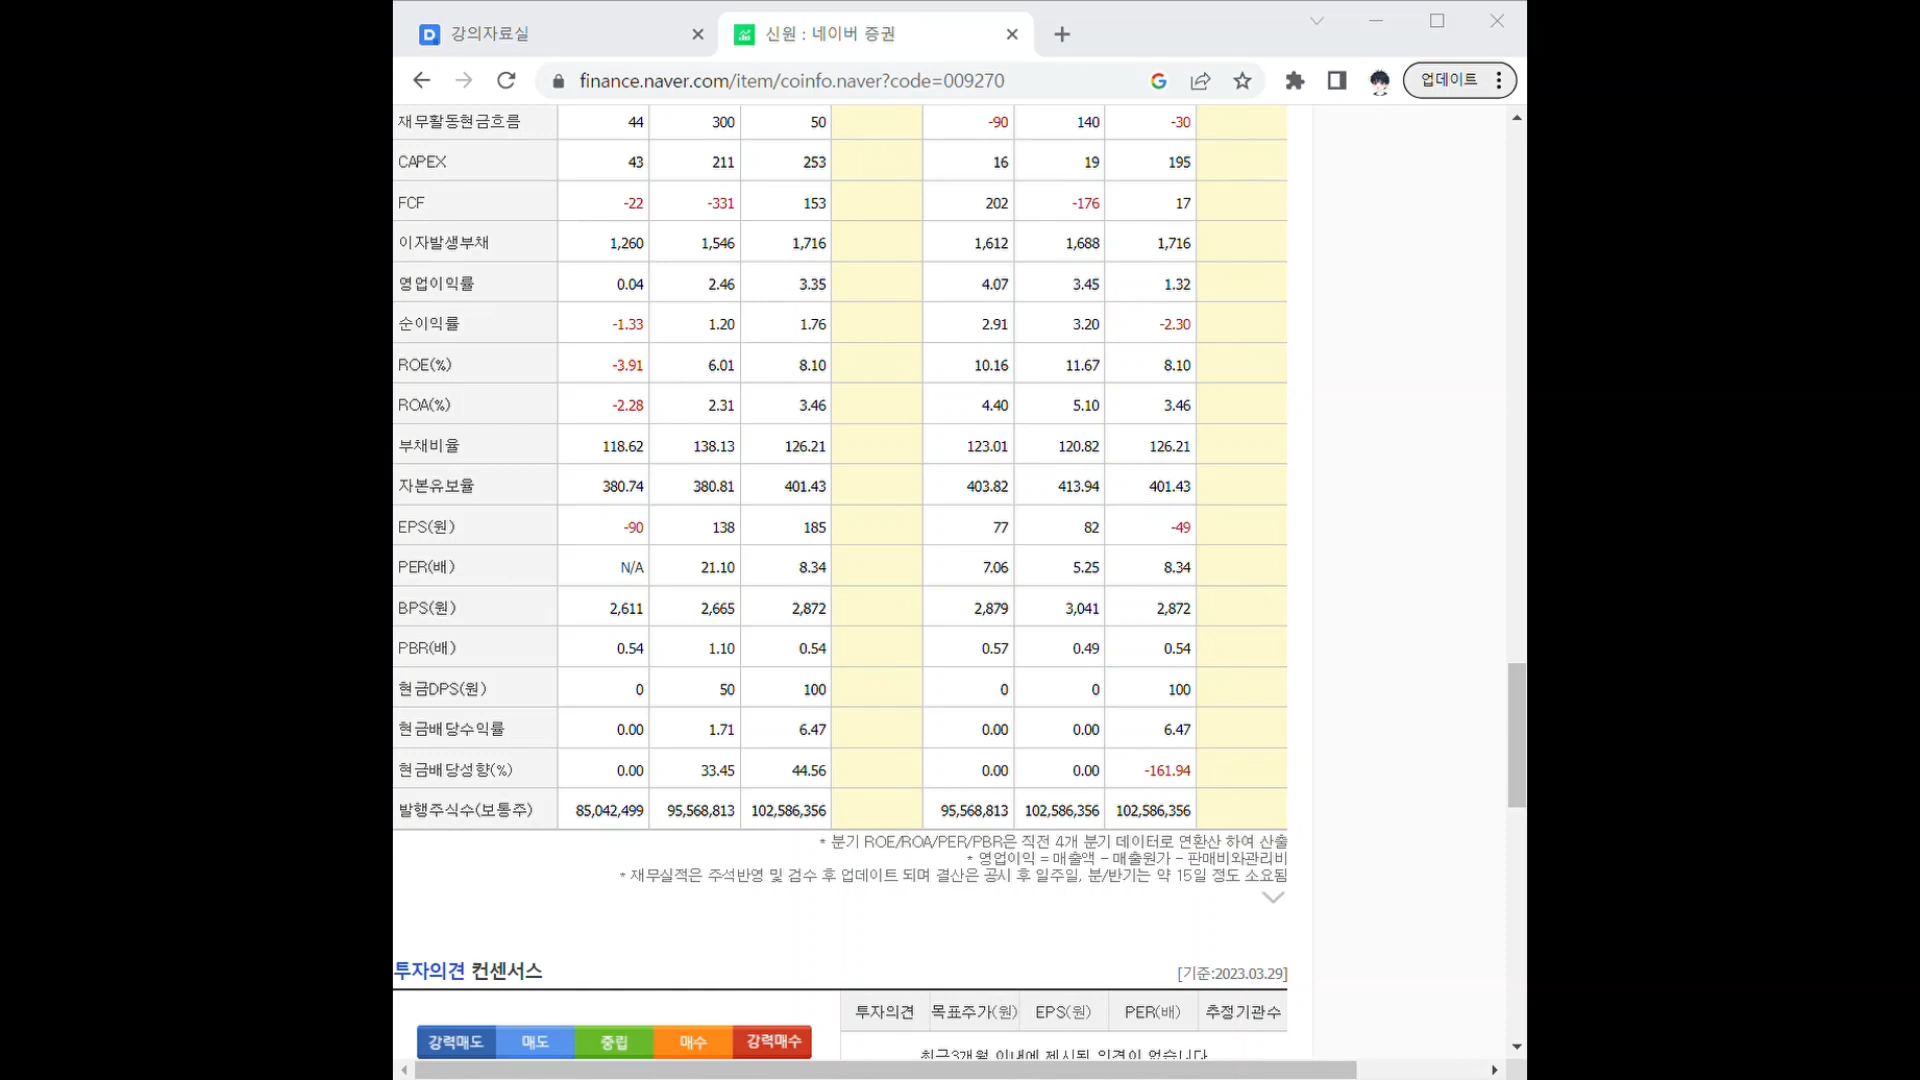 강의자료실
신원 : 네이버 증권
finance.naver.com/item/coinfo.naver?code=009270
업데이트
재무활동현금흐름 44 300 50 -90 140 -30
CAPEX 43 211 253 16 19 195
FCF -22 -331 153 202 -176 17
이자발생부채 1,260 1,546 1,716 1,612 1,688 1,716
영업이익률 0.04 2.46 3.35 4.07 3.45 1.32
순이익률 -1.33 1.20 1.76 2.91 3.20 -2.30
ROE(%) -3.91 6.01 8.10 10.16 11.67 8.10
ROA(%) -2.28 2.31 3.46 4.40 5.10 3.46
부채비율 118.62 138.13 126.21 123.01 120.82 126.21
자본유보율 380.74 380.81 401.43 403.82 413.94 401.43
EPS(원) -90 138 185 77 82 -49
PER(배) N/A 21.10 8.34 7.06 5.25 8.34
BPS(원) 2,611 2,665 2,872 2,879 3,041 2,872
PBR(배) 0.54 1.10 0.54 0.57 0.49 0.54
현금DPS(원) 0 50 100 0 0 100
현금배당수익률 0.00 1.71 6.47 0.00 0.00 6.47
현금배당성향(%) 0.00 33.45 44.56 0.00 0.00 -161.94
발행주식수(보통주) 85,042,499 95,568,813 102,586,356 95,568,813 102,586,356 102,586,356
* 분기 ROE/ROA/PER/PBR은 직전 4개 분기 데이터로 연환산 하여 산출
* 영업이익 = 매출액 - 매출원가 - 판매비와관리비
* 재무실적은 주석반영 및 검수 후 업데이트 되며 결산은 공시 후 일주일, 분/반기는 약 15일 정도 소요됨
투자의견 컨센서스 [기준:2023.03.29]
투자의견 목표주가(원) EPS(원) PER(배) 추정기관수
강력매도 매도 중립 매수 강력매수
최근3개월 이내에 제시된 의견이 없습니다